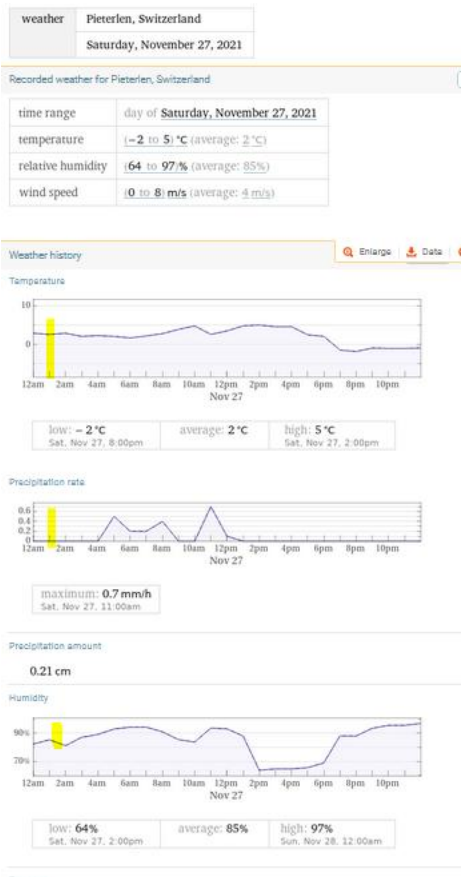 weather Pieterlen, Switzerland
Saturday, November 27, 2021
Recorded weather for Pieterlen, Switzerland
time range day of Saturday, November 27, 2021
temperature (−2 to 5) °C (average: 2 °C)
relative humidity (64 to 97)% (average: 85%)
wind speed (0 to 8) m/s (average: 4 m/s)
Weather history Enlarge Data
Temperature
10
0
12am 2am 4am 6am 8am 10am 12pm 2pm 4pm 6pm 8pm 10pm
Nov 27
low: −2 °C average: 2 °C high: 5 °C
Sat, Nov 27, 8:00pm Sat, Nov 27, 2:00pm
Precipitation rate
0.6
0.4
0.2
0
12am 2am 4am 6am 8am 10am 12pm 2pm 4pm 6pm 8pm 10pm
Nov 27
maximum: 0.7 mm/h
Sat, Nov 27, 11:00am
Precipitation amount
0.21 cm
Humidity
90%
70%
12am 2am 4am 6am 8am 10am 12pm 2pm 4pm 6pm 8pm 10pm
Nov 27
low: 64% average: 85% high: 97%
Sat, Nov 27, 2:00pm Sun, Nov 28, 12:00am